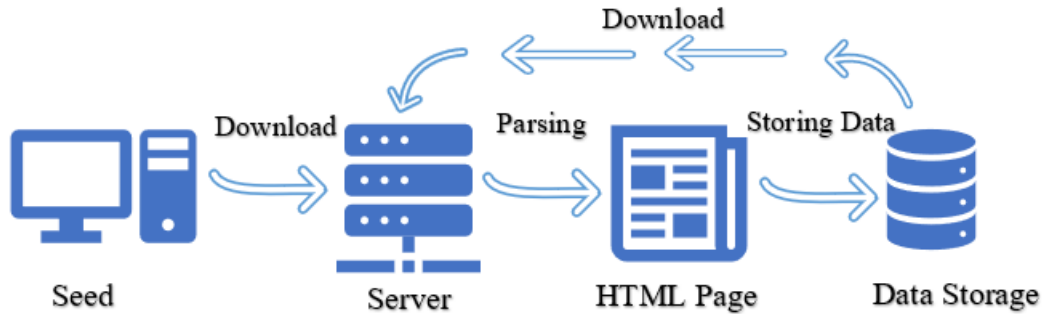 Download
Download
Parsing
Storing Data
Seed
Server
HTML Page
Data Storage